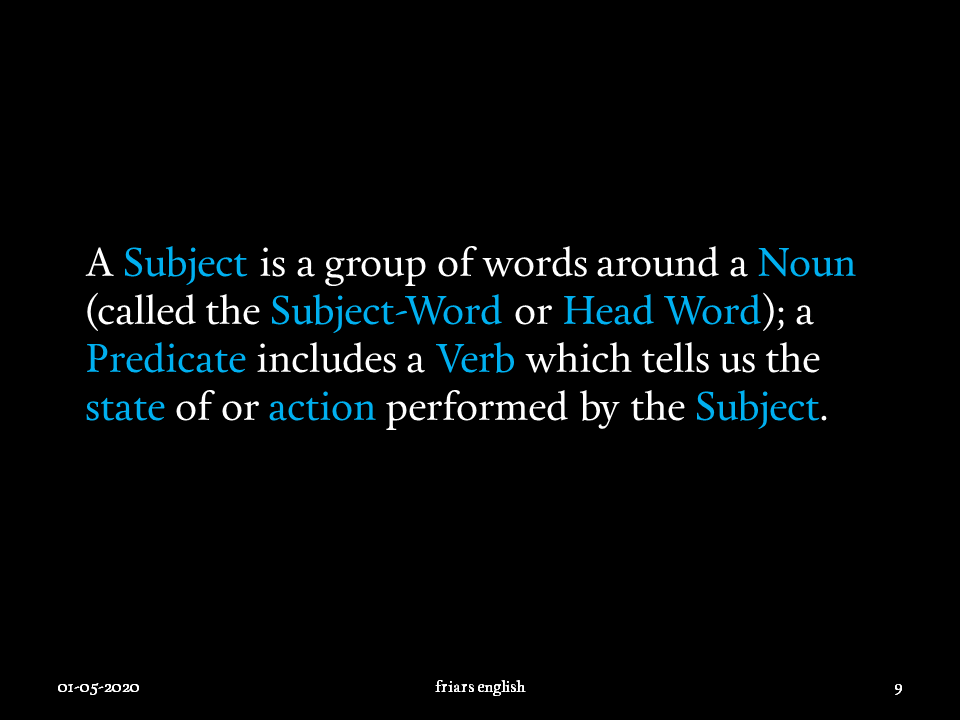 A Subject is a group of words around a Noun
(called the Subject-Word or Head Word); a
Predicate includes a Verb which tells us the
state of or action performed by the Subject.
01-05-2020 friars english 9